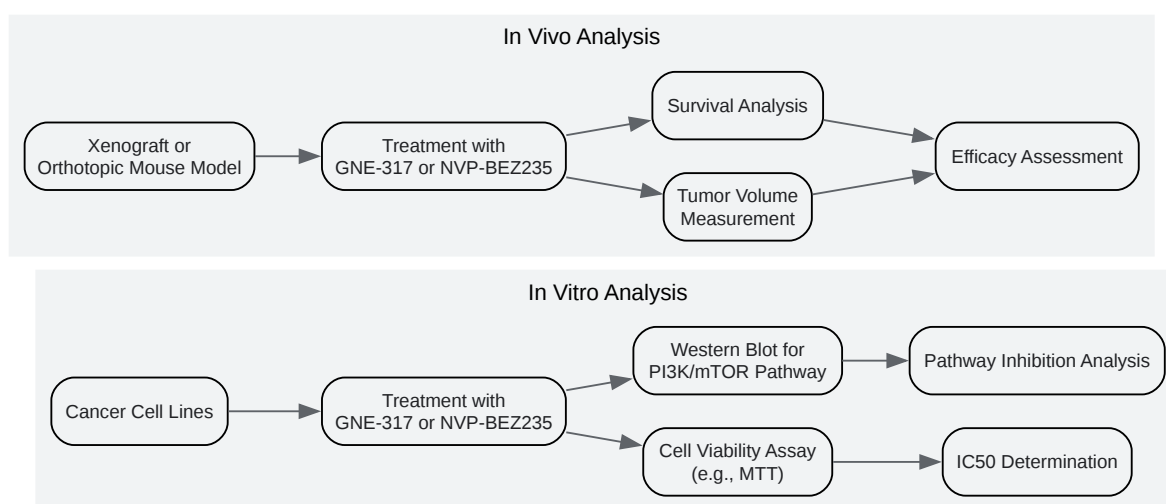 In Vivo Analysis
Xenograft or
Orthotopic Mouse Model
Treatment with
GNE-317 or NVP-BEZ235
Survival Analysis
Tumor Volume
Measurement
Efficacy Assessment
In Vitro Analysis
Cancer Cell Lines
Treatment with
GNE-317 or NVP-BEZ235
Western Blot for
PI3K/mTOR Pathway
Pathway Inhibition Analysis
Cell Viability Assay
(e.g., MTT)
IC50 Determination